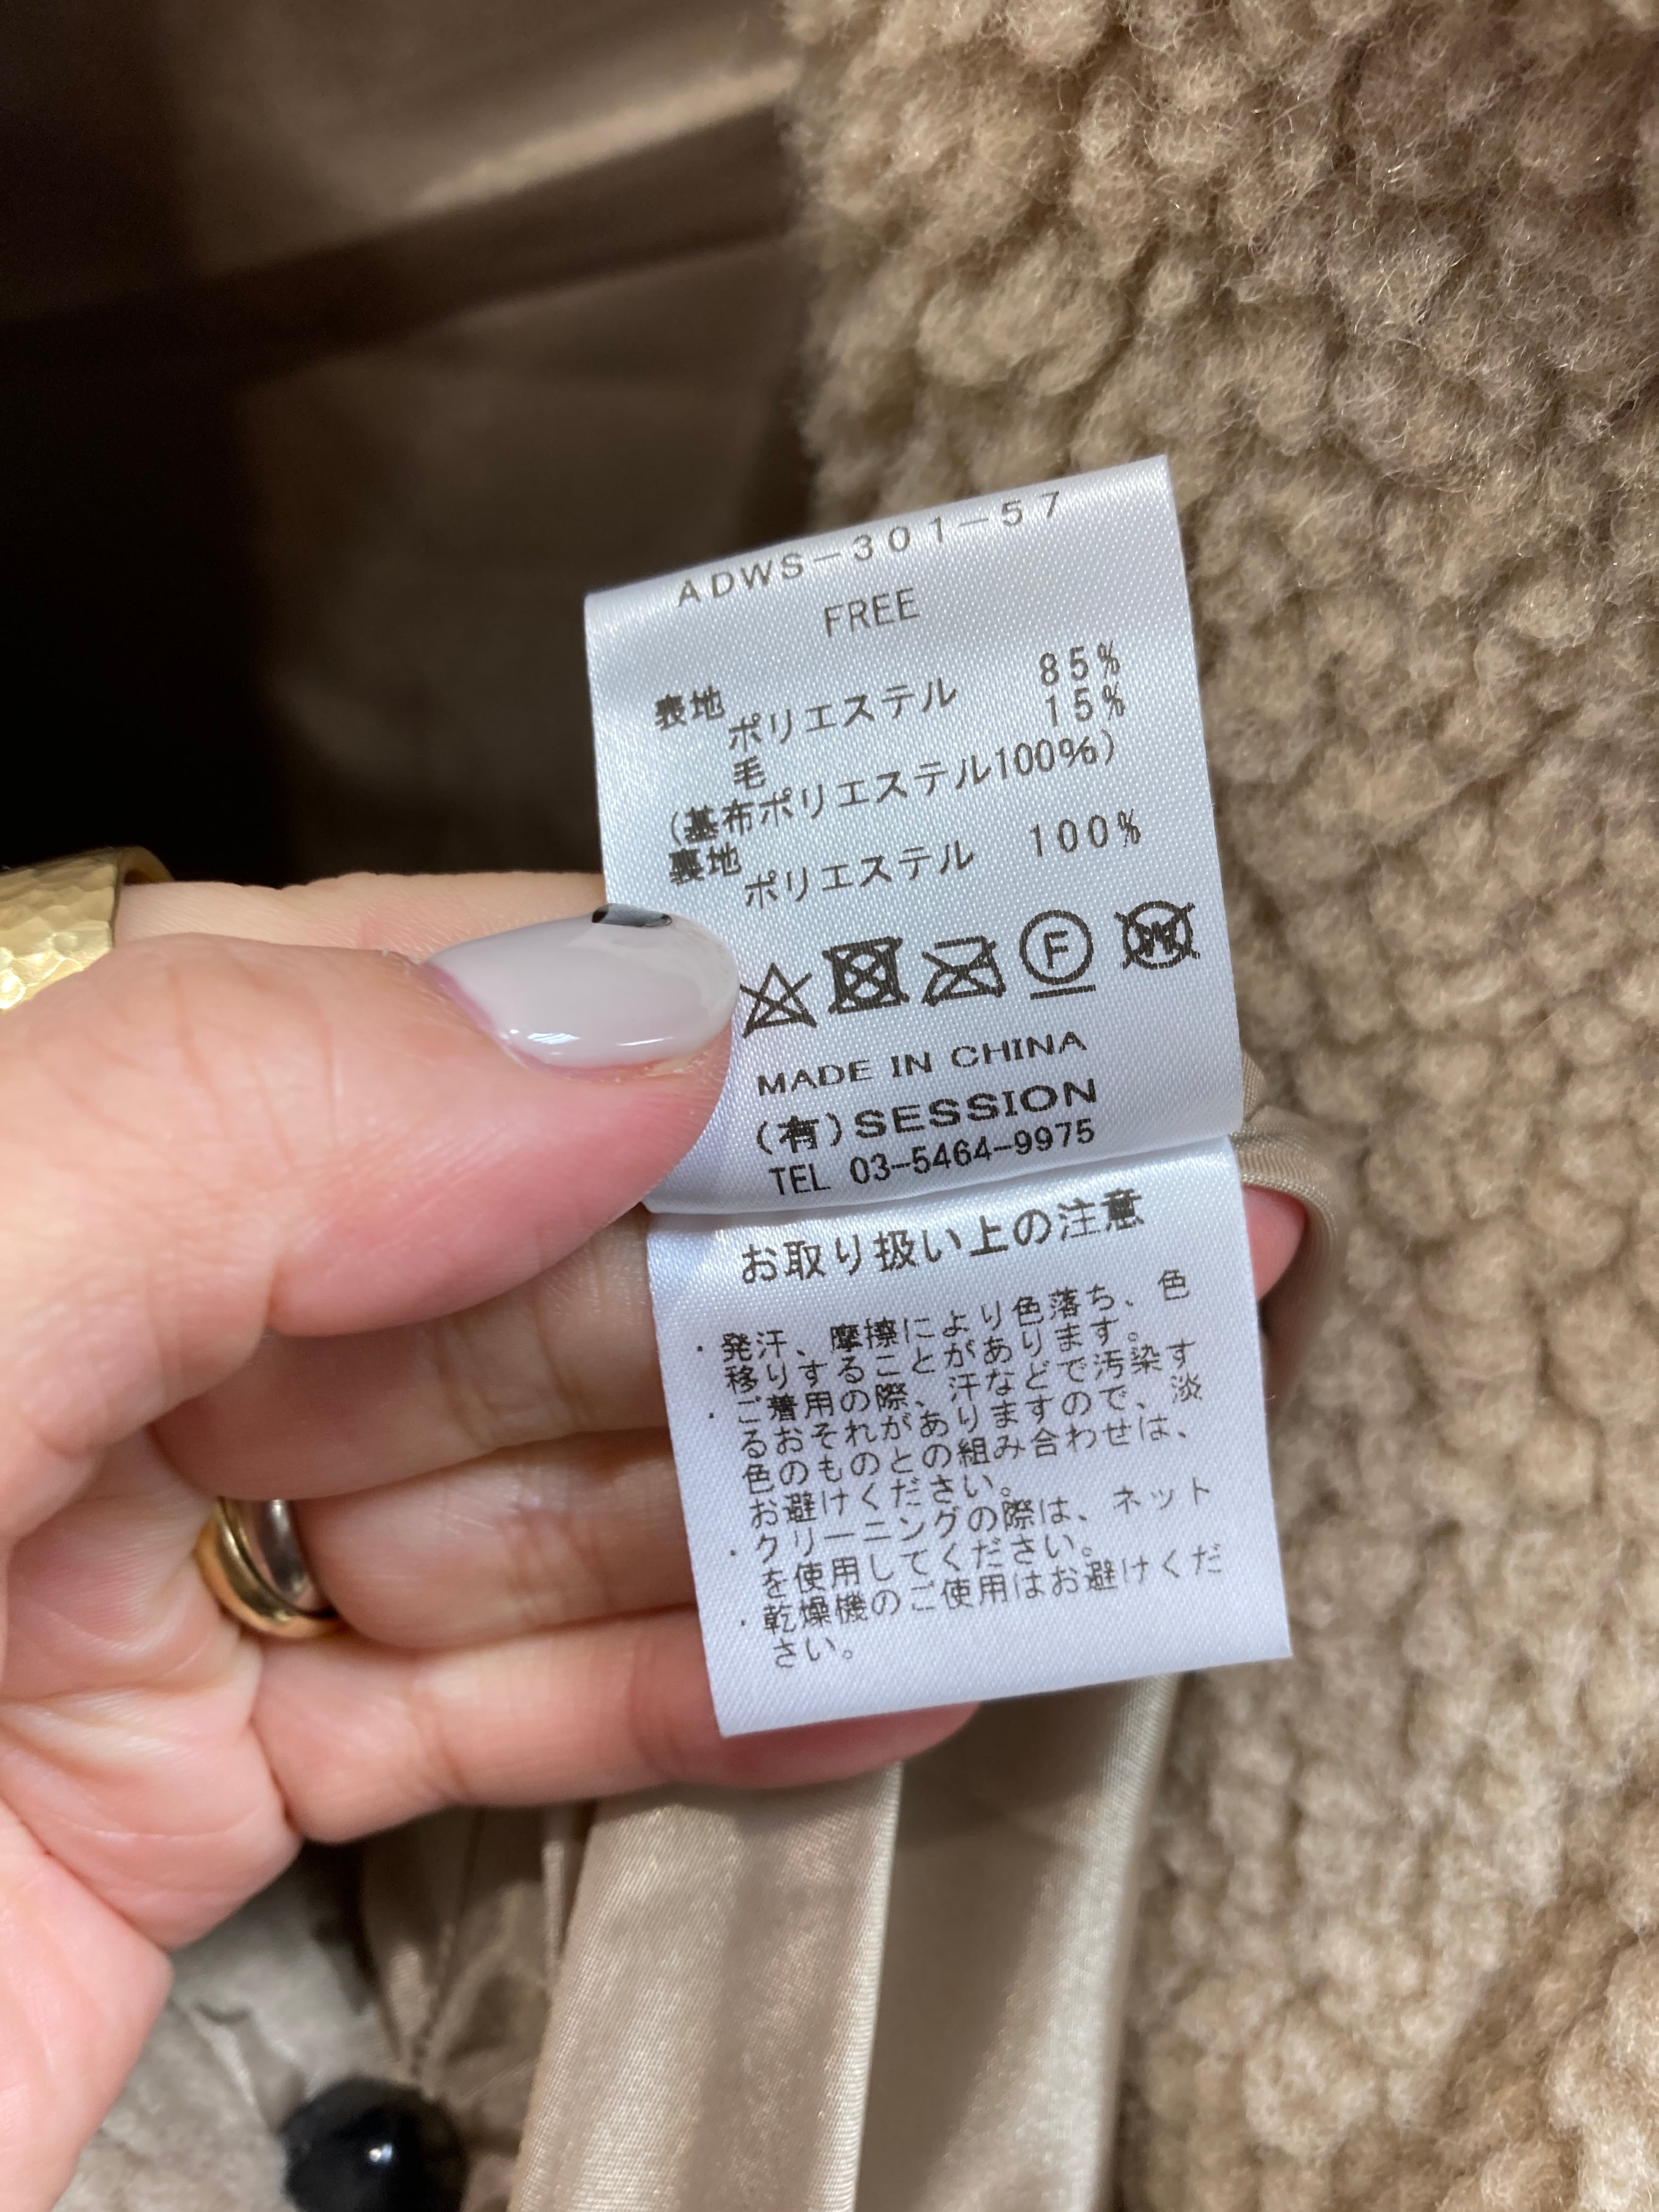 ADWS-301-57
FREE
表地
ポリエステル 85%
毛 15%
(基布ポリエステル100%)
裏地
ポリエステル 100%
F
W
MADE IN CHINA
(有)SESSION
TEL 03-5464-9975
お取り扱い上の注意
・発汗、摩擦により色落ち、色
移りすることがあります。
・ご着用の際、汗などで汚染す
るおそれがありますので、淡
色のものとの組み合わせは、
お避けください。
・クリーニングの際は、ネット
を使用してください。
・乾燥機のご使用はお避けくだ
さい。